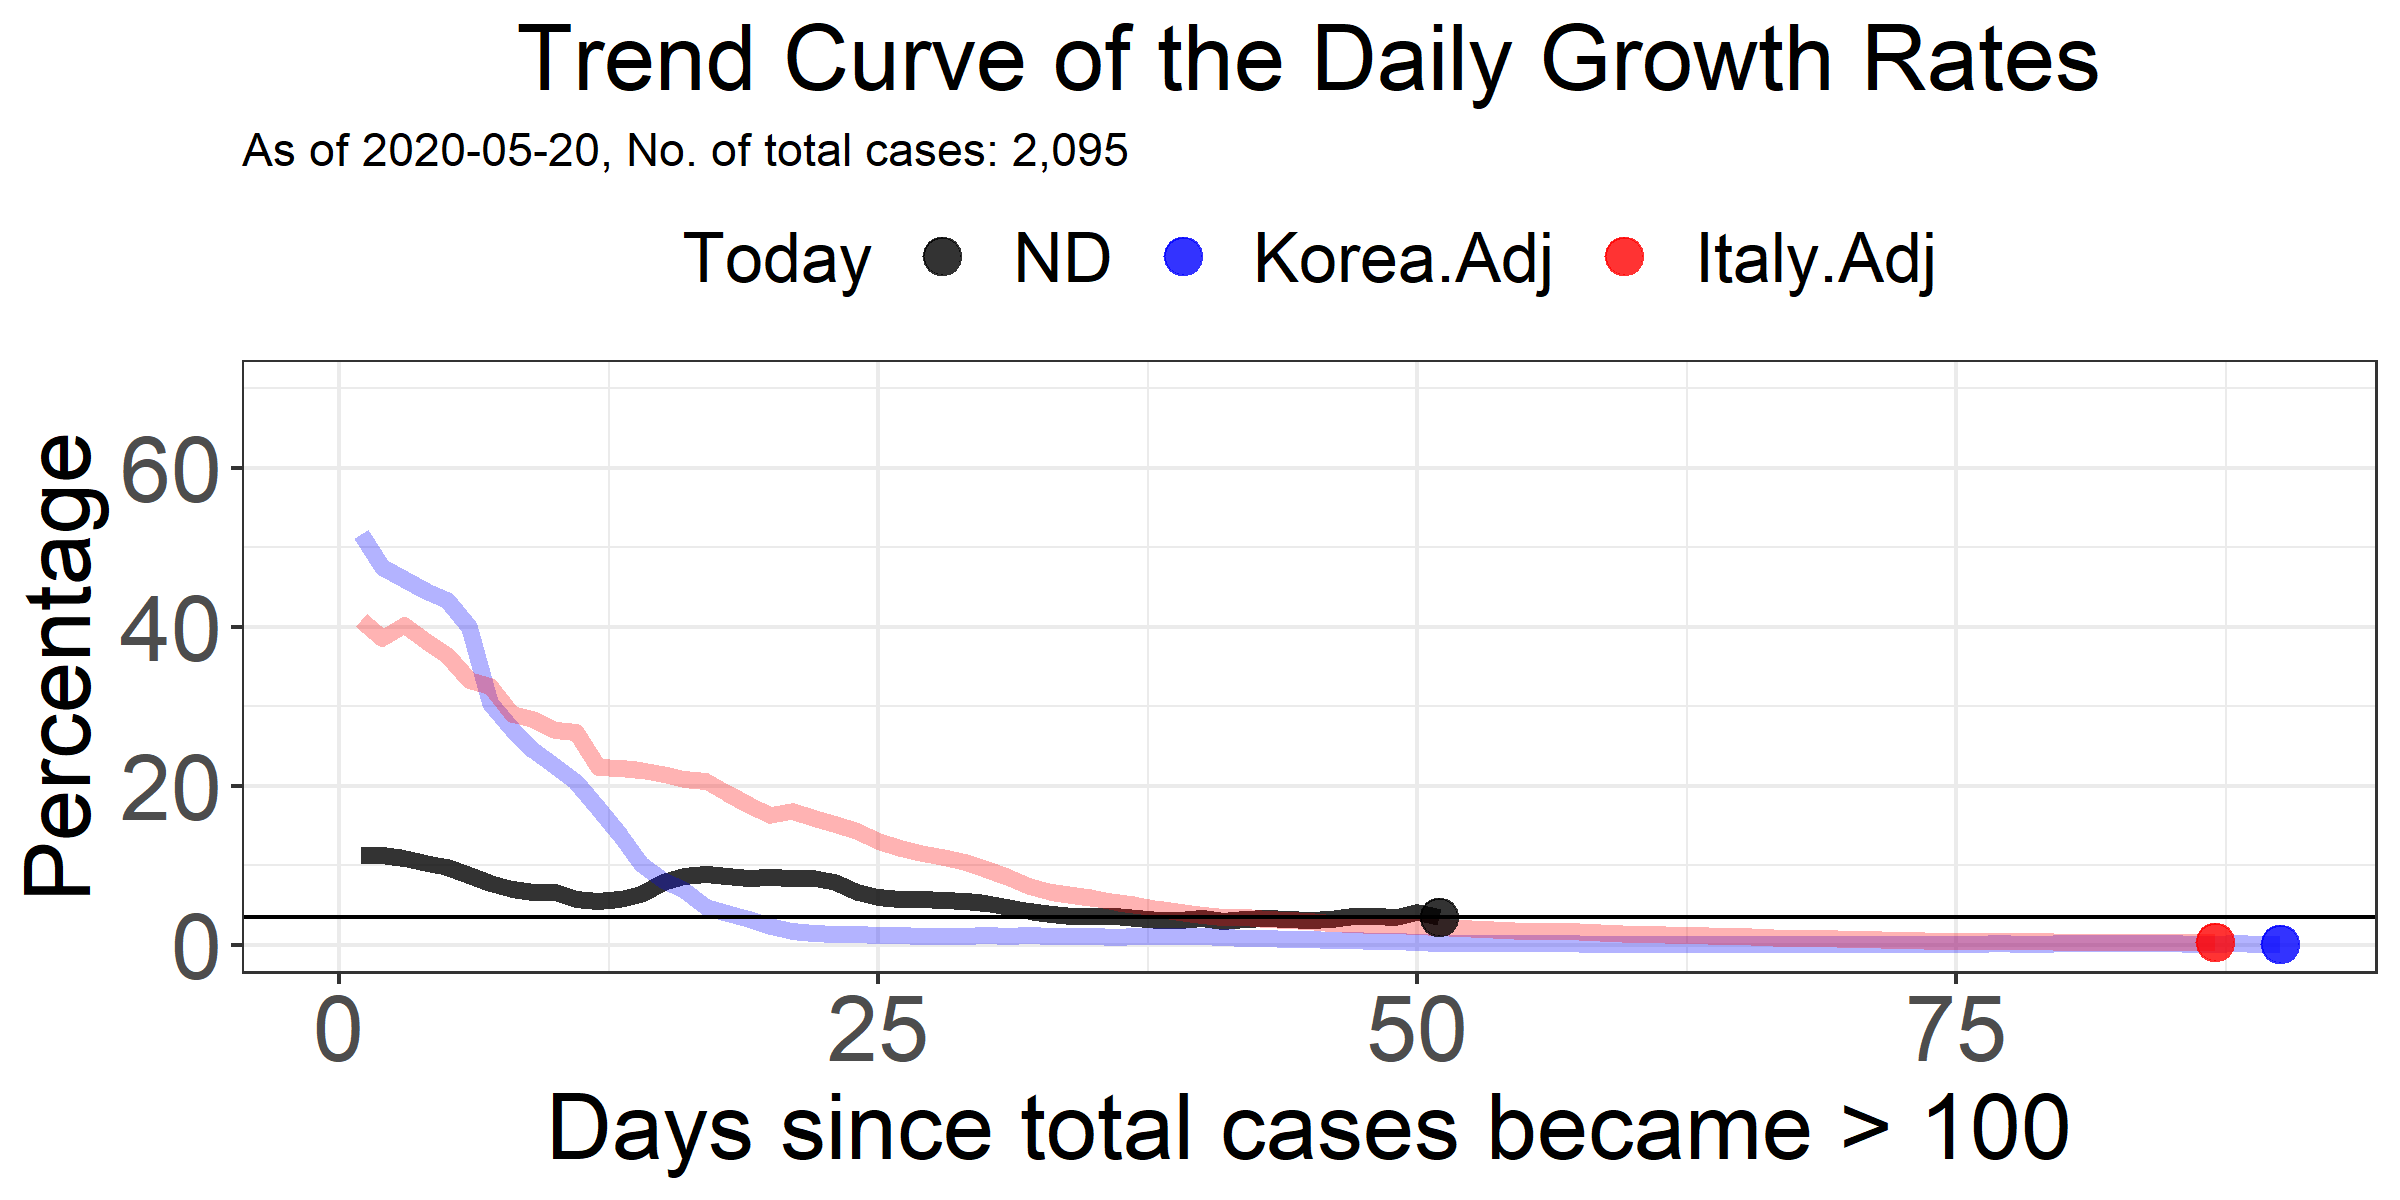 Trend Curve of the Daily Growth Rates
As of 2020-05-20, No. of total cases: 2,095
Today ND Korea.Adj Italy.Adj
Percentage
60
40
20
0
0 25 50 75
Days since total cases became > 100